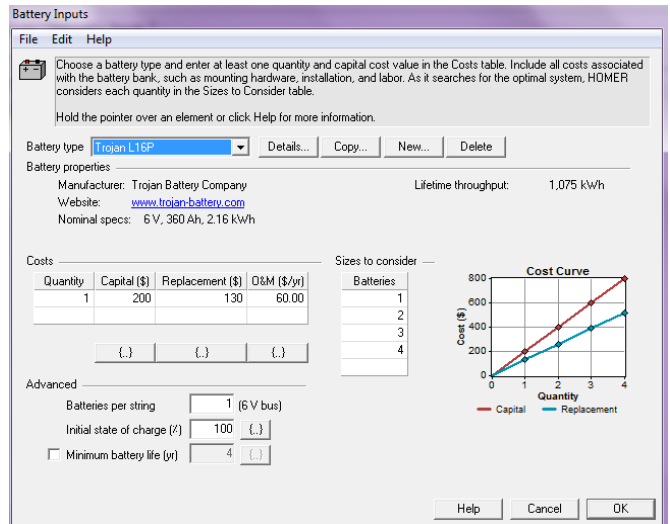 Battery Inputs
File Edit Help
Choose a battery type and enter at least one quantity and capital cost value in the Costs table. Include all costs associated
with the battery bank, such as mounting hardware, installation, and labor. As it searches for the optimal system, HOMER
considers each quantity in the Sizes to Consider table.
Hold the pointer over an element or click Help for more information.
Battery type Trojan L16P Details... Copy... New... Delete
Battery properties
Manufacturer: Trojan Battery Company Lifetime throughput: 1,075 kWh
Website: www.trojan-battery.com
Nominal specs: 6 V, 360 Ah, 2.16 kWh
Costs
Quantity Capital ($) Replacement ($) O&M ($/yr)
1 200 130 60.00
{..} {..} {..}
Sizes to consider
Batteries
1
2
3
4
Cost Curve
Cost ($)
800
600
400
200
0
0 1 2 3 4
Quantity
Capital Replacement
Advanced
Batteries per string 1 (6 V bus)
Initial state of charge (%) 100 {..}
Minimum battery life (yr) 4 {..}
Help Cancel OK